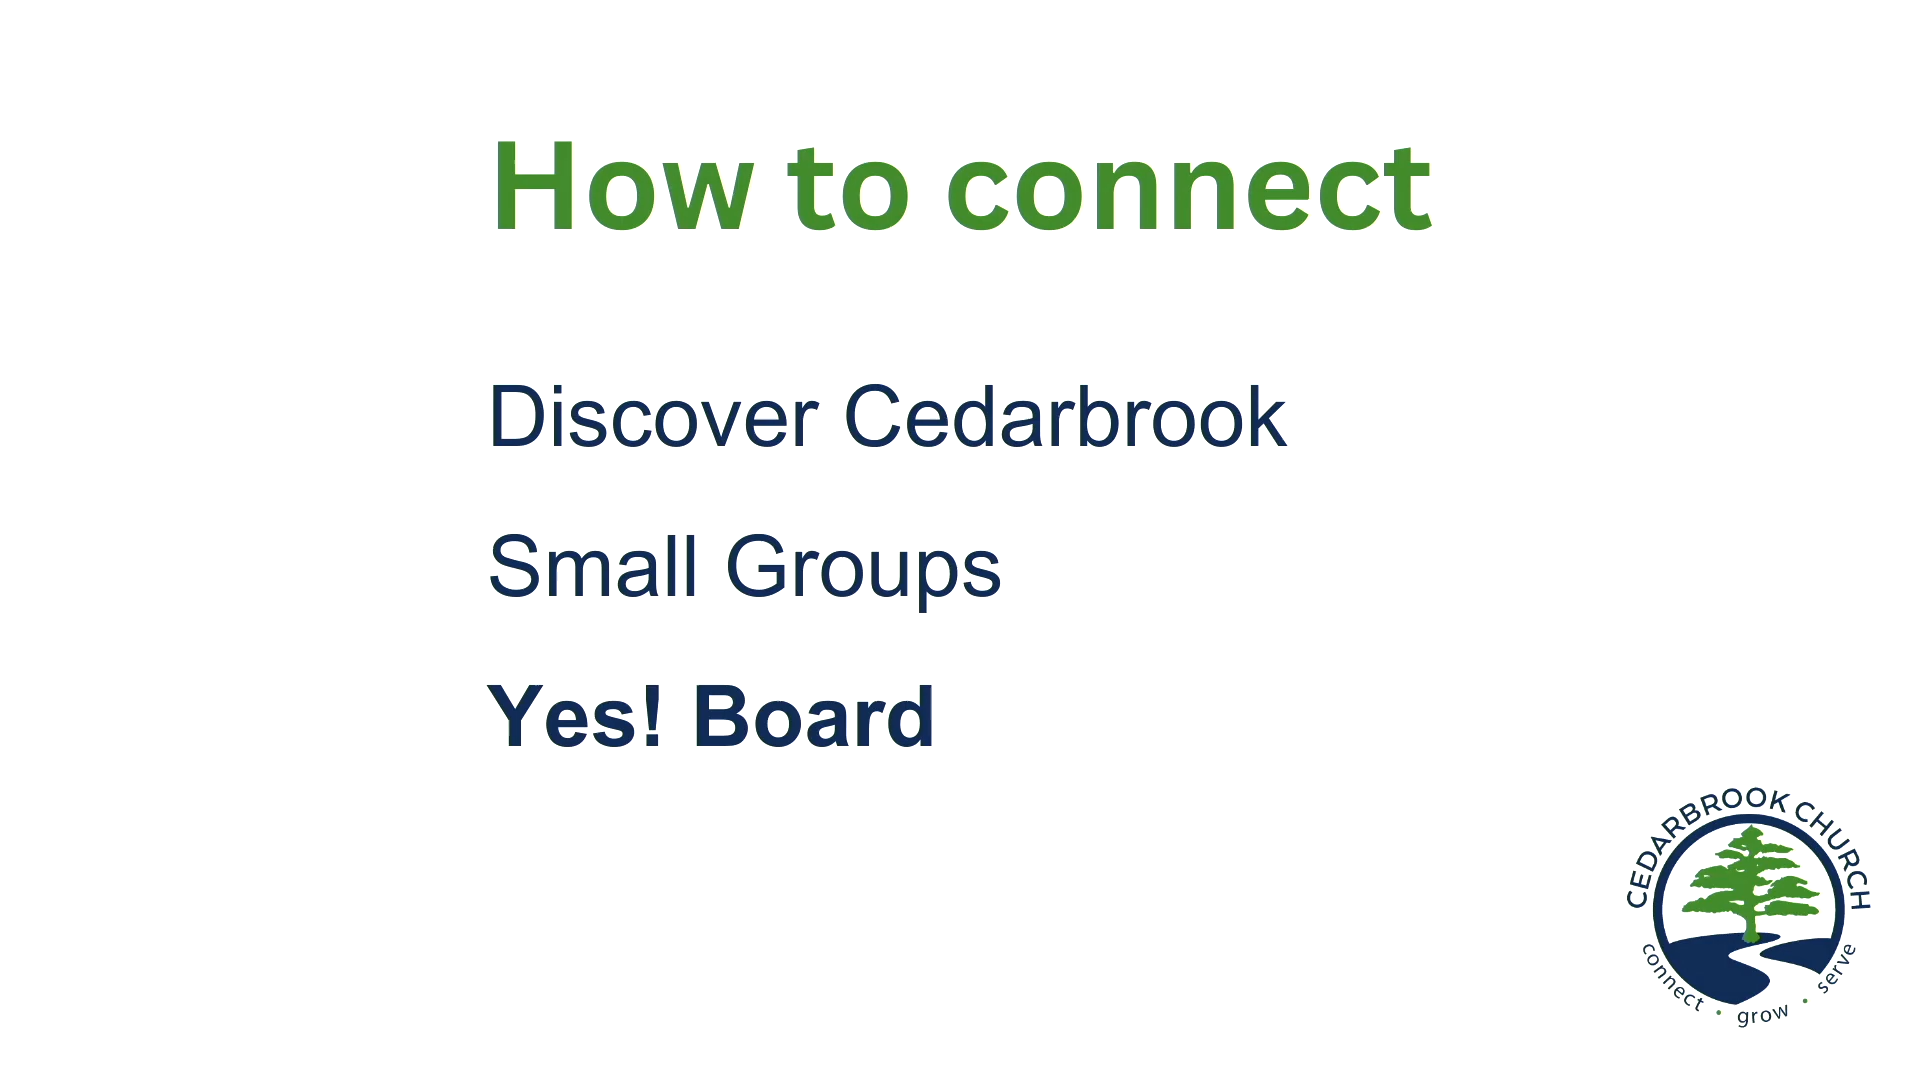 How to connect
Discover Cedarbrook
Small Groups
Yes! Board
CEDARBROOK CHURCH
connect • grow • serve